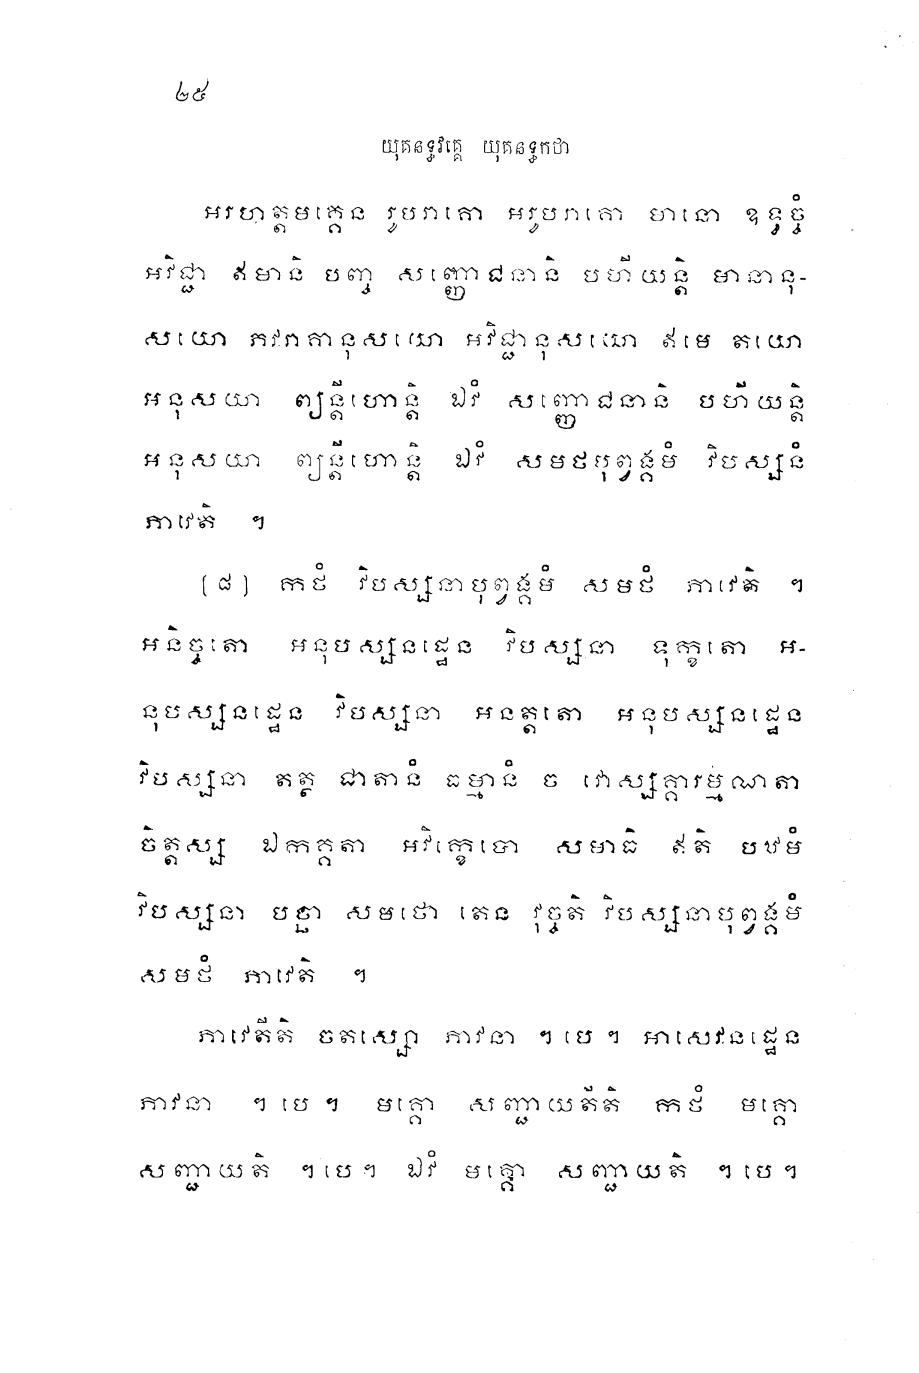 ២៥
យុគនទ្ធវគ្គេ យុគនទ្ធកថា
អរហត្តមគ្គេន រូបរាគោ អរូបរាគោ មានោ ឧទ្ធច្ចំ
អវិជ្ជា ឥមានិ បញ្ច សញ្ញោជនានិ បហីយន្តិ មានានុ-
សយោ ភវរាគានុសយោ អវិជ្ជានុសយោ ឥមេ តយោ
អនុសយា ព្យន្តីហោន្តិ ឯវំ សញ្ញោជនានិ បហីយន្តិ
អនុសយា ព្យន្តីហោន្តិ ឯវំ សមថបុព្វង្គមំ វិបស្សនំ
ភាវេតិ ។
(៨) កថំ វិបស្សនាបុព្វង្គមំ សមថំ ភាវេតិ ។
អនិច្ចតោ អនុបស្សនដ្ឋេន វិបស្សនា ទុក្ខតោ អ-
នុបស្សនដ្ឋេន វិបស្សនា អនត្តតោ អនុបស្សនដ្ឋេន
វិបស្សនា តត្ថ ជាតានំ ធម្មានំ ច វោស្សគ្គារម្មណតា
ចិត្តស្ស ឯកគ្គតា អវិក្ខេបោ សមាធិ ឥតិ បឋមំ
វិបស្សនា បច្ឆា សមថោ តេន វុច្ចតិ វិបស្សនាបុព្វង្គមំ
សមថំ ភាវេតិ ។
ភាវេតីតិ ចតស្សោ ភាវនា ។ បេ ។ អាសេវនដ្ឋេន
ភាវនា ។ បេ ។ មគ្គោ សញ្ជាយតីតិ កថំ មគ្គោ
សញ្ជាយតិ ។ បេ ។ ឯវំ មគ្គោ សញ្ជាយតិ ។ បេ ។